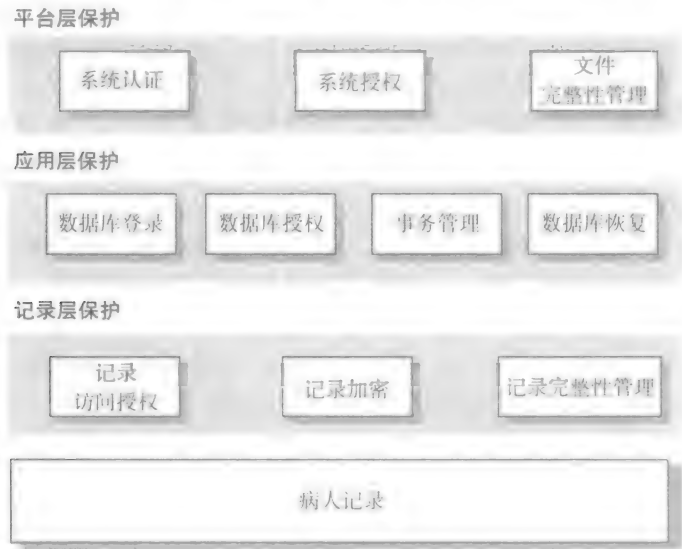 平台层保护
系统认证
系统授权
文件
完整性管理
应用层保护
数据库登录
数据库授权
事务管理
数据库恢复
记录层保护
记录
访问授权
记录加密
记录完整性管理
病人记录